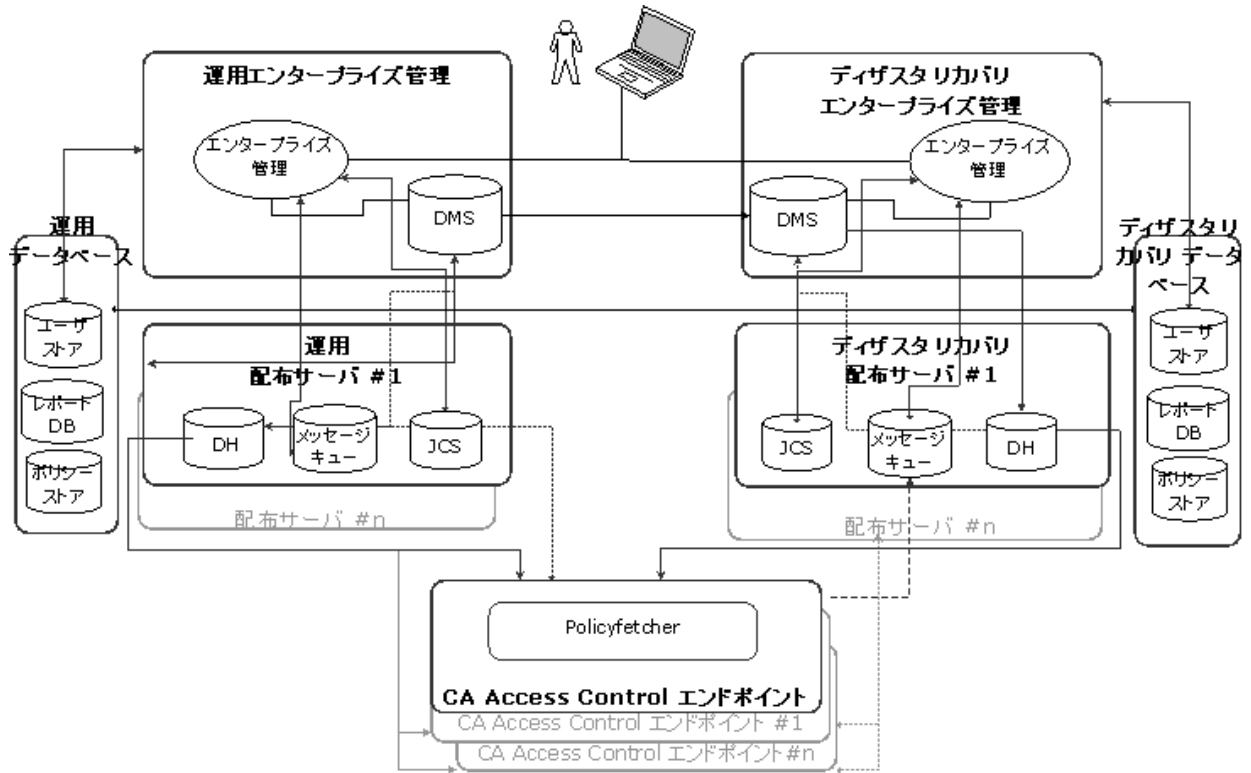 運用エンタープライズ管理
エンタープライズ
管理
DMS
ディザスタリカバリ
エンタープライズ管理
エンタープライズ
管理
DMS
運用
データベース
ユーザ
ストア
レポート
DB
ポリシー
ストア
ディザスタリ
カバリ データ
ベース
ユーザ
ストア
レポート
DB
ポリシー
ストア
運用
配布サーバ #1
DH
メッセージ
キュー
JCS
配布サーバ #n
ディザスタリカバリ
配布サーバ #1
JCS
メッセージ
キュー
DH
配布サーバ #n
Policyfetcher
CA Access Control エンドポイント
CA Access Control エンドポイント #1
CA Access Control エンドポイント#n